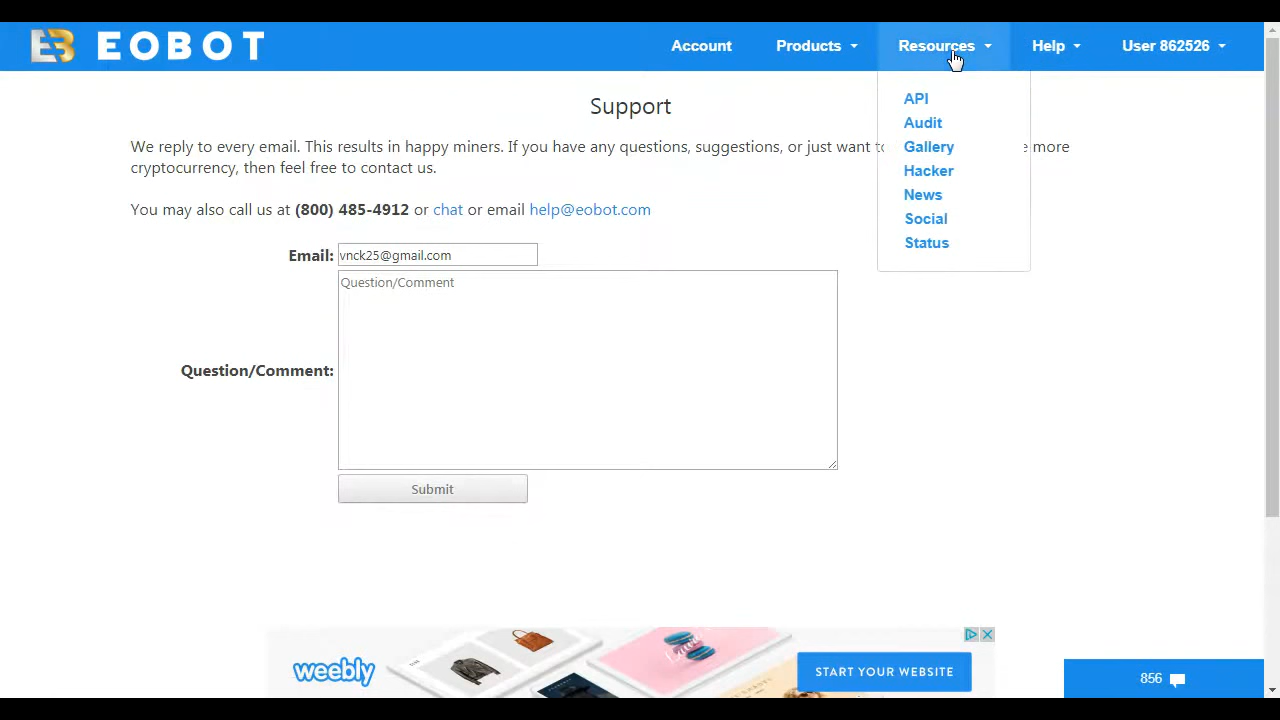 EOBOT
Account Products Resources Help User 862526
API
Audit
Gallery
Hacker
News
Social
Status
Support
We reply to every email. This results in happy miners. If you have any questions, suggestions, or just want to more
cryptocurrency, then feel free to contact us.
You may also call us at (800) 485-4912 or chat or email help@eobot.com
Email: vnck25@gmail.com
Question/Comment
Question/Comment:
Submit
weebly
START YOUR WEBSITE
856